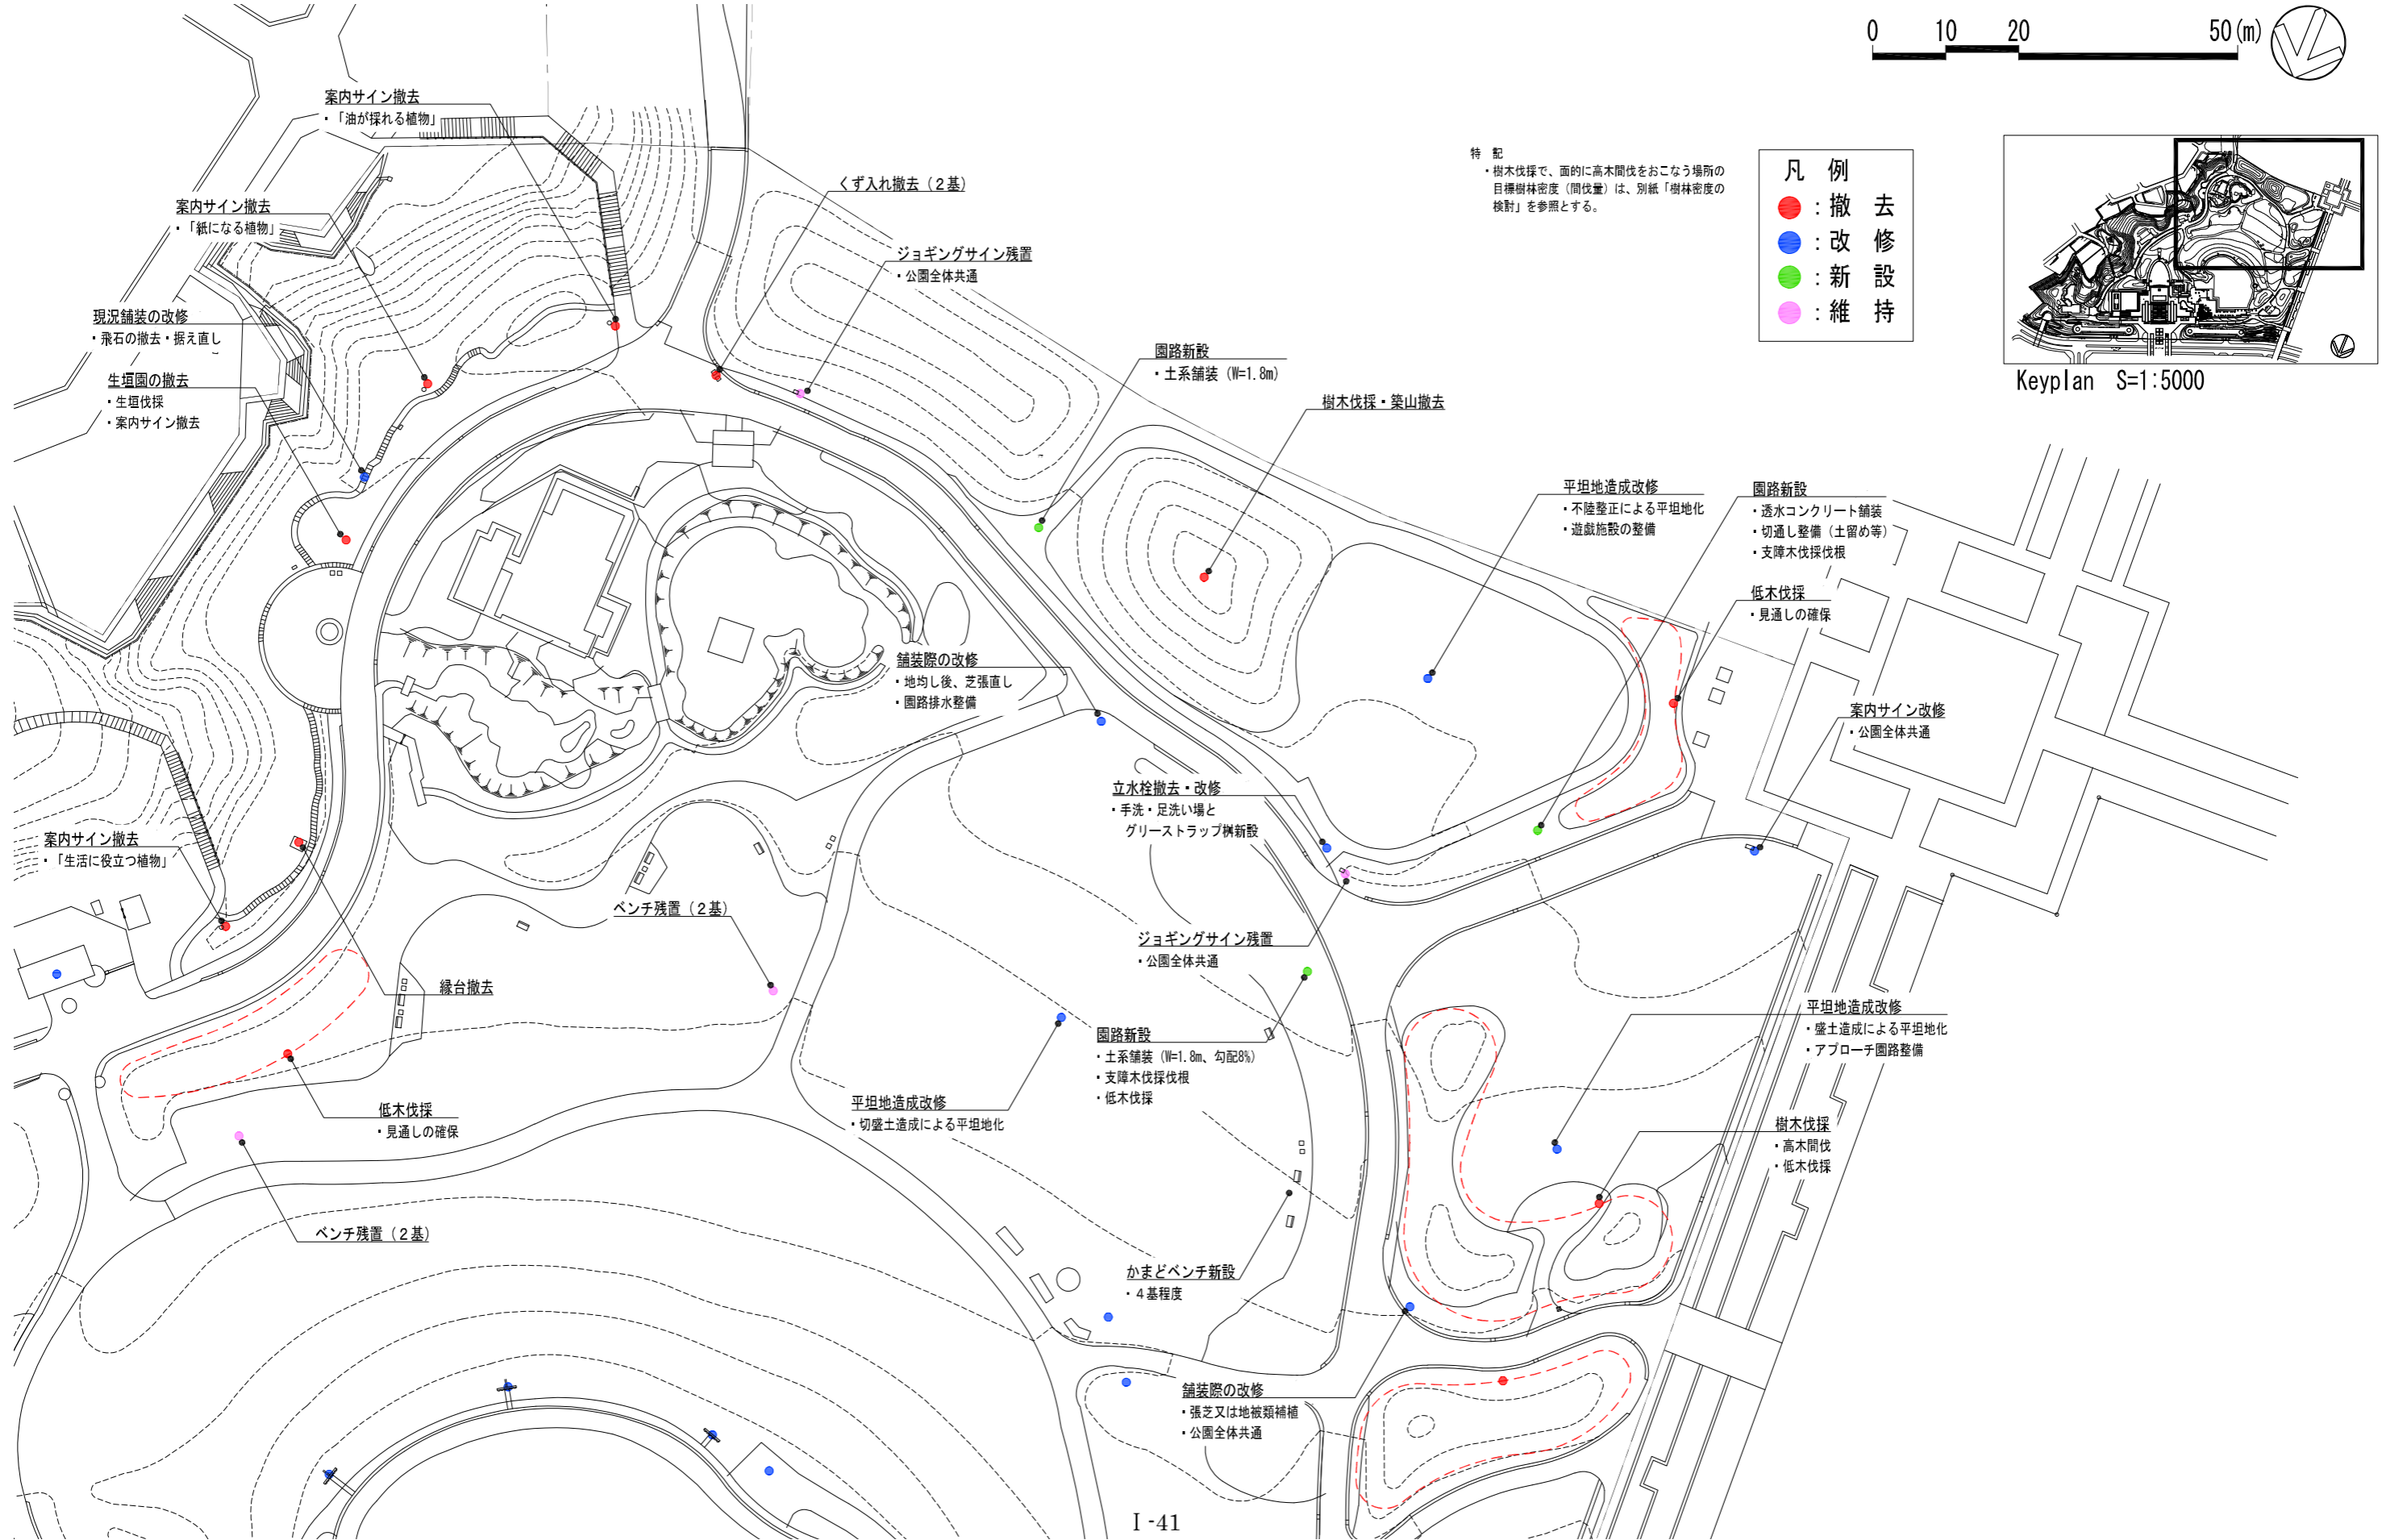 0 10 20 50(m)
案内サイン撤去
・「油が採れる植物」
特 記
・樹木伐採で、面的に高木間伐をおこなう場所の
目標樹林密度（間伐量）は、別紙「樹林密度の
検討」を参照とする。
凡 例
：撤 去
：改 修
：新 設
：維 持
Keyplan S=1:5000
くず入れ撤去（２基）
案内サイン撤去
・「紙になる植物」
ジョギングサイン残置
・公園全体共通
現況舗装の改修
・飛石の撤去・据え直し
園路新設
・土系舗装（W=1.8m）
生垣園の撤去
・生垣伐採
・案内サイン撤去
樹木伐採・築山撤去
平坦地造成改修
・不陸整正による平坦地化
・遊戯施設の整備
園路新設
・透水コンクリート舗装
・切通し整備（土留め等）
・支障木伐採伐根
低木伐採
・見通しの確保
舗装際の改修
・地均し後、芝張直し
・園路排水整備
案内サイン改修
・公園全体共通
立水栓撤去・改修
・手洗・足洗い場と
グリーストラップ桝新設
案内サイン撤去
・「生活に役立つ植物」
ベンチ残置（２基）
ジョギングサイン残置
・公園全体共通
縁台撤去
平坦地造成改修
・盛土造成による平坦地化
・アプローチ園路整備
園路新設
・土系舗装（W=1.8m、勾配8%）
・支障木伐採伐根
・低木伐採
平坦地造成改修
・切盛土造成による平坦地化
低木伐採
・見通しの確保
樹木伐採
・高木間伐
・低木伐採
ベンチ残置（２基）
かまどベンチ新設
・４基程度
舗装際の改修
・張芝又は地被類補植
・公園全体共通
Ⅰ-41